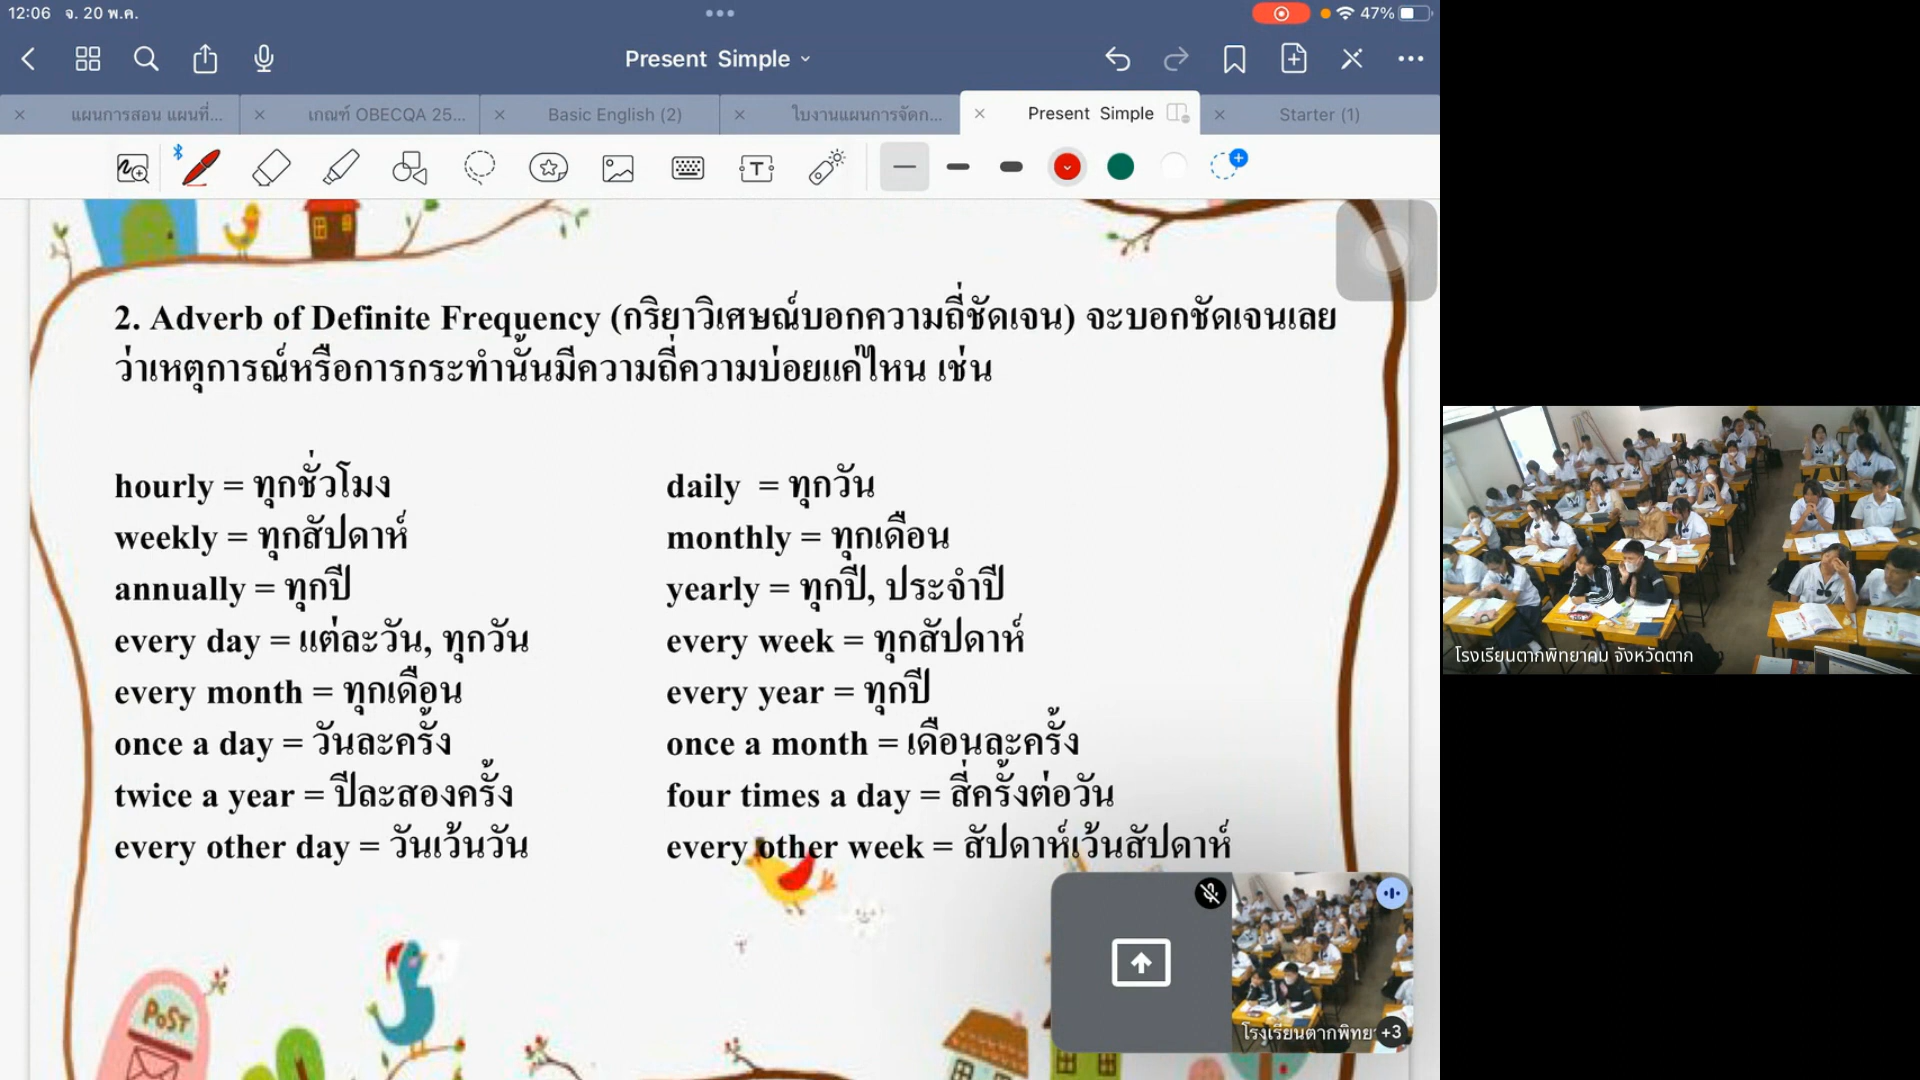 12:06 จ. 20 พ.ค.
47%
Present Simple
แผนการสอน แผนที่...
เกณฑ์ OBECQA 25...
Basic English (2)
ใบงานแผนการจัดก...
Present Simple
Starter (1)
2. Adverb of Definite Frequency (กริยาวิเศษณ์บอกความถี่ชัดเจน) จะบอกชัดเจนเลย
ว่าเหตุการณ์หรือการกระทำนั้นมีความถี่ความบ่อยแค่ไหน เช่น
hourly = ทุกชั่วโมง
daily = ทุกวัน
weekly = ทุกสัปดาห์
monthly = ทุกเดือน
annually = ทุกปี
yearly = ทุกปี, ประจำปี
every day = แต่ละวัน, ทุกวัน
every week = ทุกสัปดาห์
every month = ทุกเดือน
every year = ทุกปี
once a day = วันละครั้ง
once a month = เดือนละครั้ง
twice a year = ปีละสองครั้ง
four times a day = สี่ครั้งต่อวัน
every other day = วันเว้นวัน
every other week = สัปดาห์เว้นสัปดาห์
PoST
โรงเรียนตากพิทยาคม จังหวัดตาก
โรงเรียนตากพิทย
+3